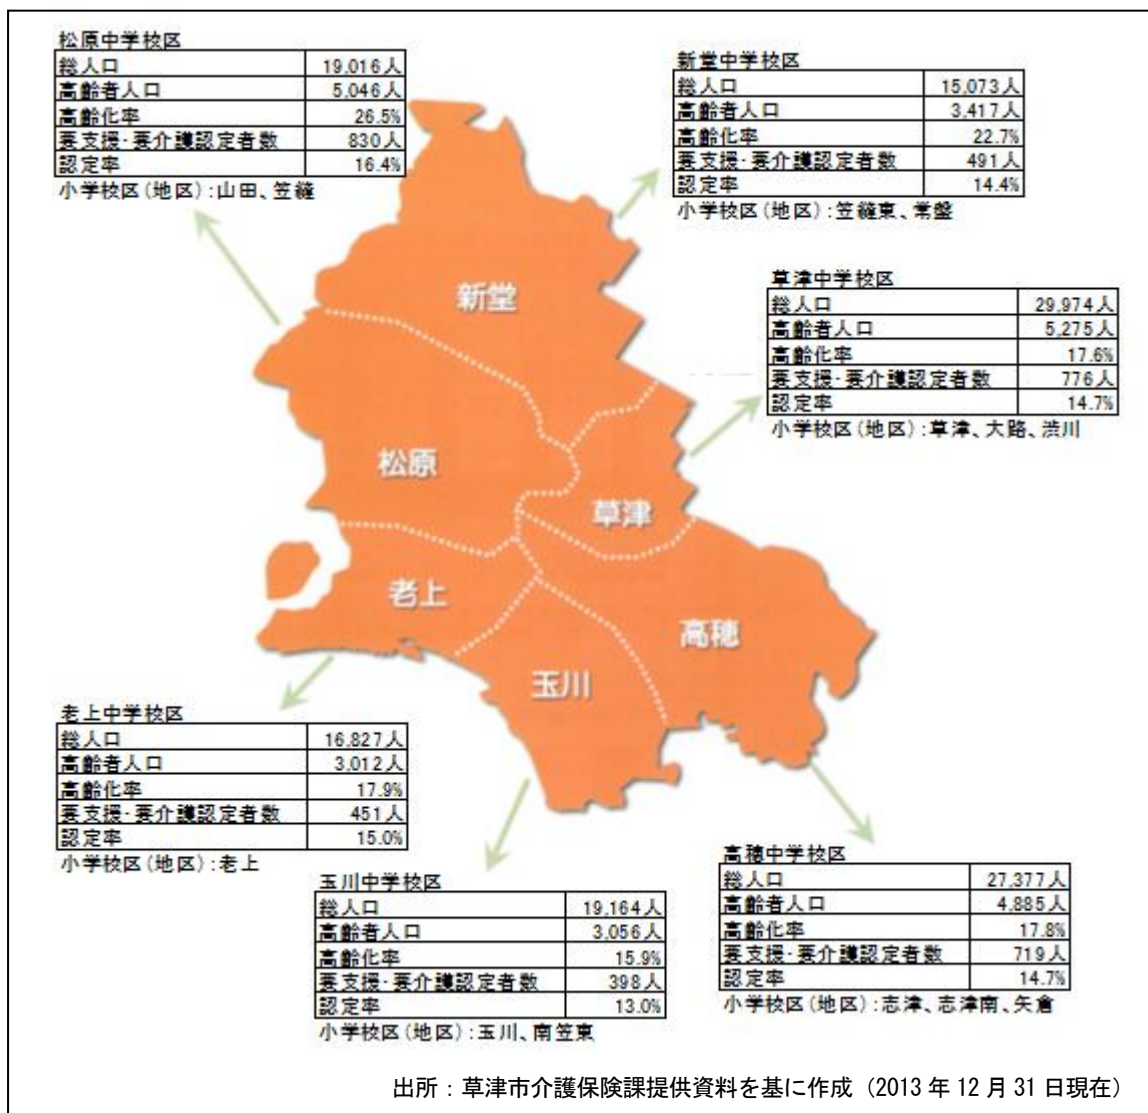 松原中学校区
総人口 19,016人
高齢者人口 5,046人
高齢化率 26.5%
要支援・要介護認定者数 830人
認定率 16.4%
小学校区(地区):山田、笠縫
新堂中学校区
総人口 15,073人
高齢者人口 3,417人
高齢化率 22.7%
要支援・要介護認定者数 491人
認定率 14.4%
小学校区(地区):笠縫東、常盤
草津中学校区
総人口 29,974人
高齢者人口 5,275人
高齢化率 17.6%
要支援・要介護認定者数 776人
認定率 14.7%
小学校区(地区):草津、大路、渋川
新堂
松原
草津
老上
高穂
玉川
老上中学校区
総人口 16,827人
高齢者人口 3,012人
高齢化率 17.9%
要支援・要介護認定者数 451人
認定率 15.0%
小学校区(地区):老上
玉川中学校区
総人口 19,164人
高齢者人口 3,056人
高齢化率 15.9%
要支援・要介護認定者数 398人
認定率 13.0%
小学校区(地区):玉川、南笠東
高穂中学校区
総人口 27,377人
高齢者人口 4,885人
高齢化率 17.8%
要支援・要介護認定者数 719人
認定率 14.7%
小学校区(地区):志津、志津南、矢倉
出所:草津市介護保険課提供資料を基に作成(2013年12月31日現在)